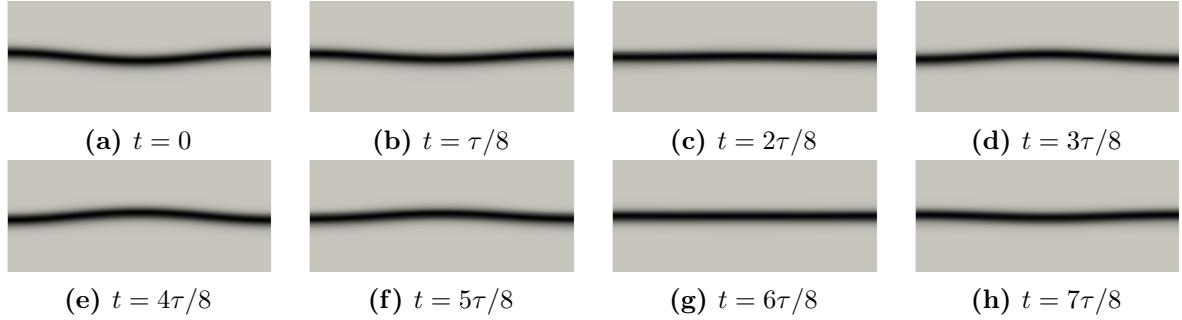 (a) t = 0 (b) t = τ/8 (c) t = 2τ/8 (d) t = 3τ/8
(e) t = 4τ/8 (f) t = 5τ/8 (g) t = 6τ/8 (h) t = 7τ/8